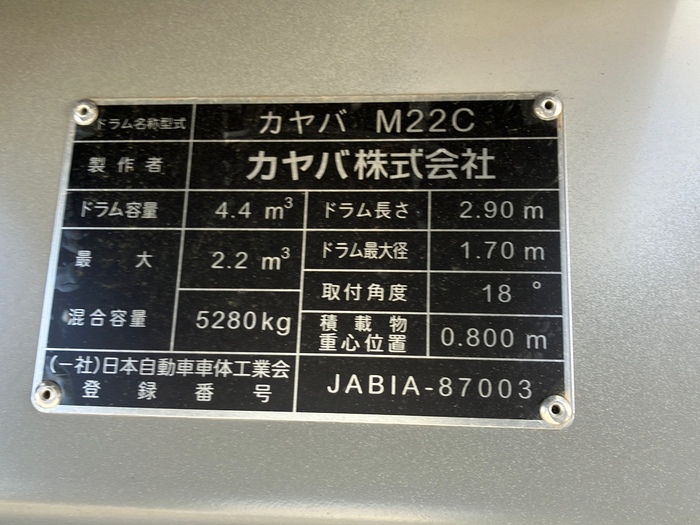 ドラム名称型式 カヤバ M22C
製作者 カヤバ株式会社
ドラム容量 4.4 m³ ドラム長さ 2.90 m
最大 2.2 m³ ドラム最大径 1.70 m
取付角度 18 °
混合容量 5280kg 積載物 重心位置 0.800 m
(一社)日本自動車車体工業会
登録番号 JABIA-87003